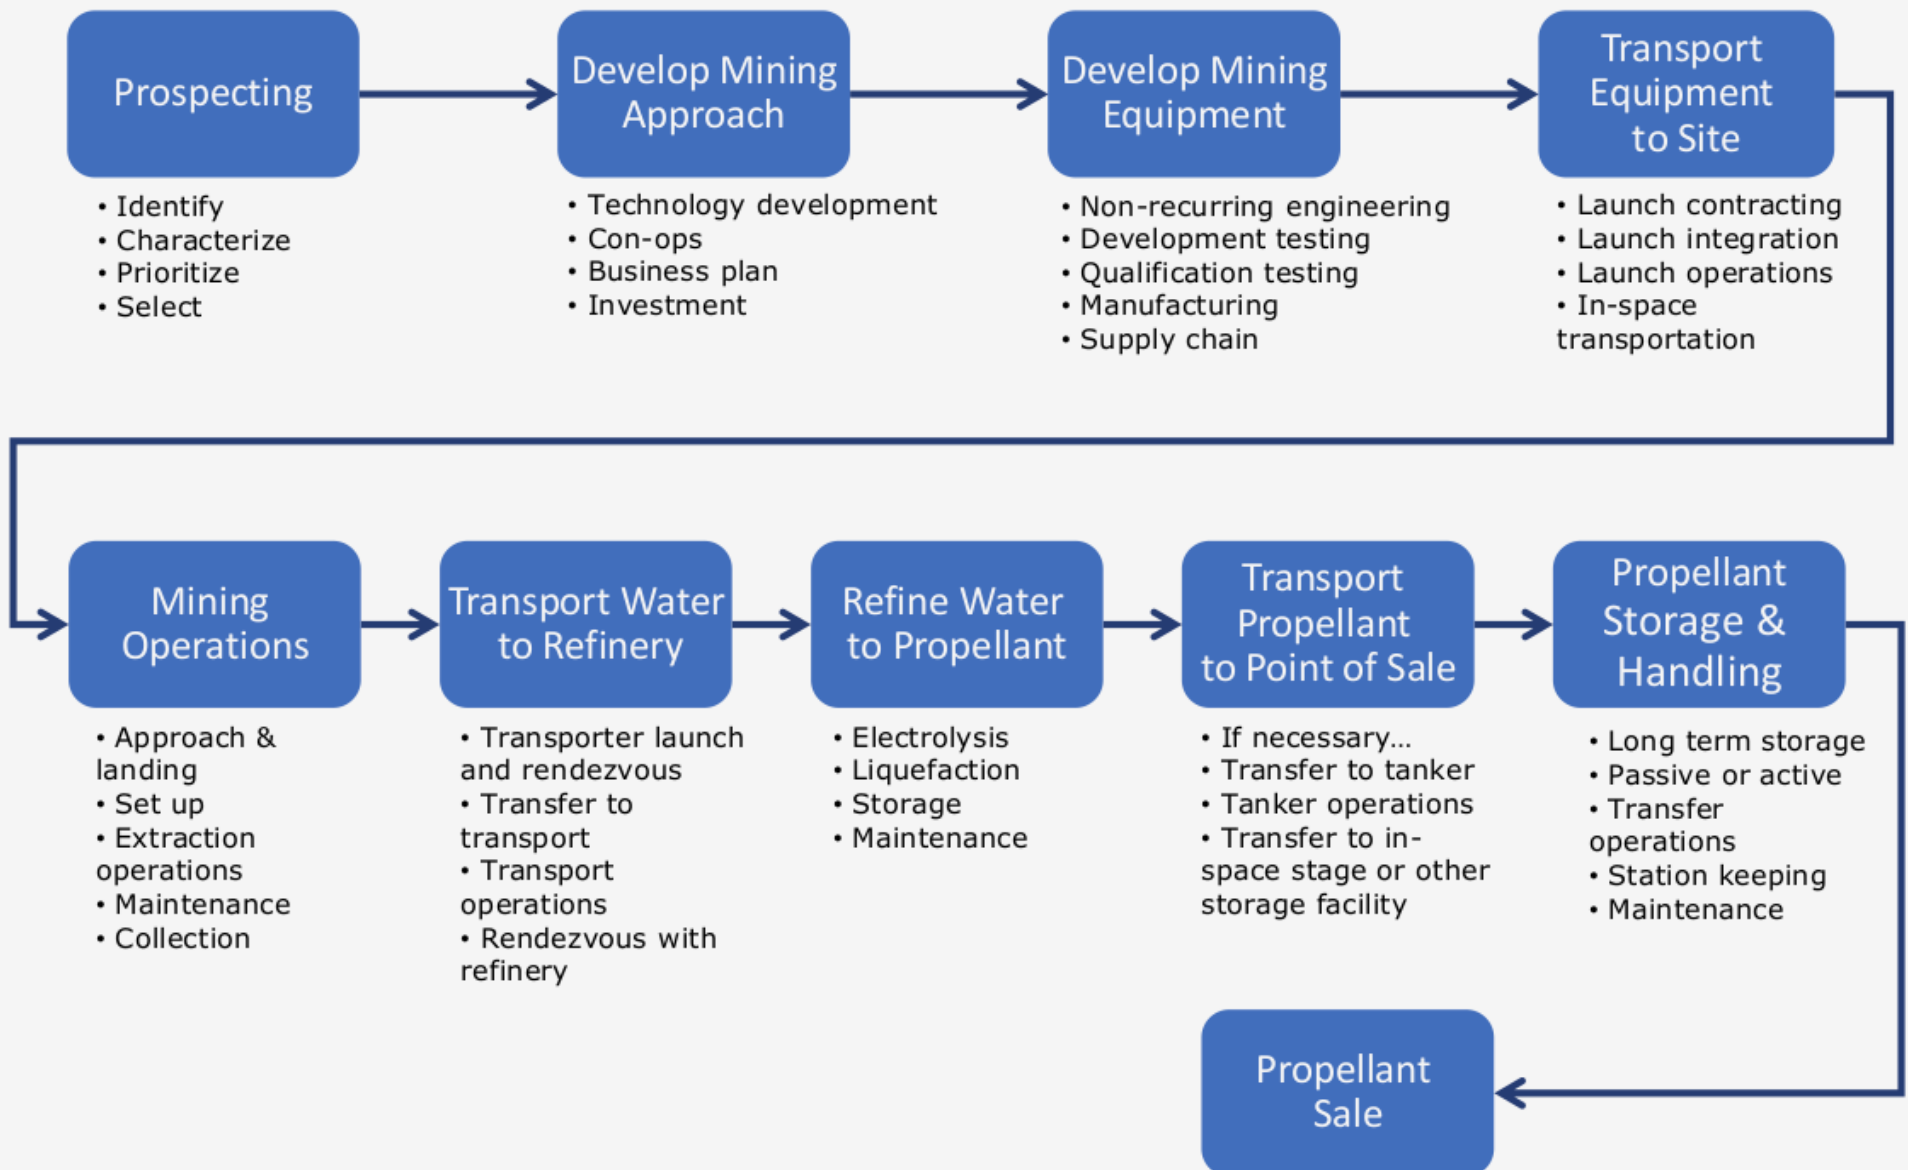 Prospecting
• Identify
• Characterize
• Prioritize
• Select
Develop Mining
Approach
• Technology development
• Con-ops
• Business plan
• Investment
Develop Mining
Equipment
• Non-recurring engineering
• Development testing
• Qualification testing
• Manufacturing
• Supply chain
Transport
Equipment
to Site
• Launch contracting
• Launch integration
• Launch operations
• In-space
transportation
Mining
Operations
• Approach &
landing
• Set up
• Extraction
operations
• Maintenance
• Collection
Transport Water
to Refinery
• Transporter launch
and rendezvous
• Transfer to
transport
• Transport
operations
• Rendezvous with
refinery
Refine Water
to Propellant
• Electrolysis
• Liquefaction
• Storage
• Maintenance
Transport
Propellant
to Point of Sale
• If necessary...
• Transfer to tanker
• Tanker operations
• Transfer to in-
space stage or other
storage facility
Propellant
Storage &
Handling
• Long term storage
• Passive or active
• Transfer
operations
• Station keeping
• Maintenance
Propellant
Sale